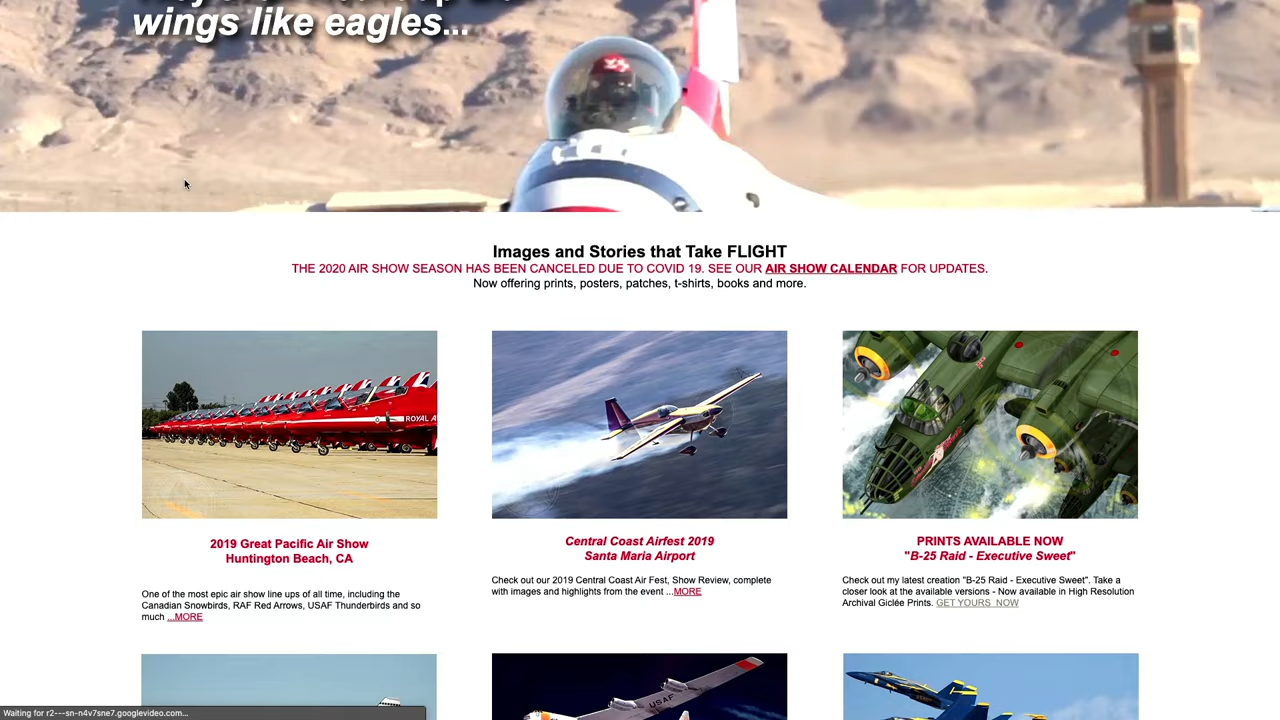 wings like eagles...
Images and Stories that Take FLIGHT
THE 2020 AIR SHOW SEASON HAS BEEN CANCELED DUE TO COVID 19. SEE OUR AIR SHOW CALENDAR FOR UPDATES.
Now offering prints, posters, patches, t-shirts, books and more.
ROYAL A
2019 Great Pacific Air Show
Huntington Beach, CA
One of the most epic air show line ups of all time, including the
Canadian Snowbirds, RAF Red Arrows, USAF Thunderbirds and so
much ...MORE
Central Coast Airfest 2019
Santa Maria Airport
Check out our 2019 Central Coast Air Fest, Show Review, complete
with images and highlights from the event ...MORE
PRINTS AVAILABLE NOW
"B-25 Raid - Executive Sweet"
Check out my latest creation "B-25 Raid - Executive Sweet". Take a
closer look at the available versions - Now available in High Resolution
Archival Giclée Prints. GET YOURS NOW
USAF
Waiting for r2---sn-n4v7sne7.googlevideo.com...